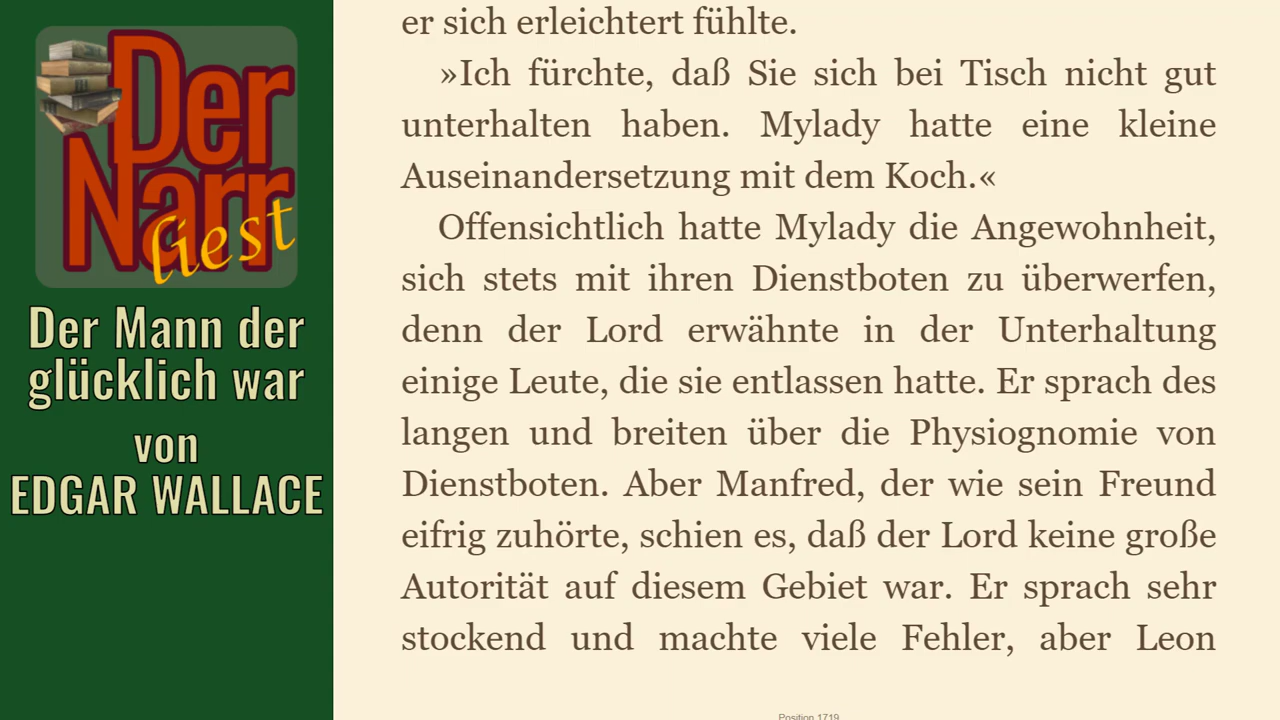 Der
Narr
liest
Der Mann der
glücklich war
von
EDGAR WALLACE
er sich erleichtert fühlte.
»Ich fürchte, daß Sie sich bei Tisch nicht gut
unterhalten haben. Mylady hatte eine kleine
Auseinandersetzung mit dem Koch.«
Offensichtlich hatte Mylady die Angewohnheit,
sich stets mit ihren Dienstboten zu überwerfen,
denn der Lord erwähnte in der Unterhaltung
einige Leute, die sie entlassen hatte. Er sprach des
langen und breiten über die Physiognomie von
Dienstboten. Aber Manfred, der wie sein Freund
eifrig zuhörte, schien es, daß der Lord keine große
Autorität auf diesem Gebiet war. Er sprach sehr
stockend und machte viele Fehler, aber Leon
Position 1719